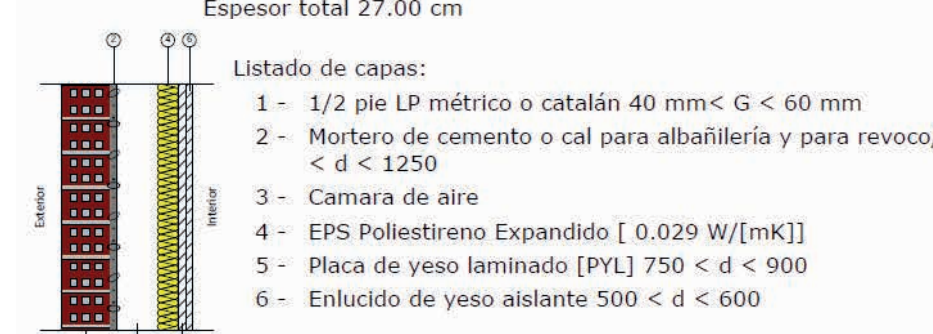 Espesor total 27.00 cm
2 4 6
Listado de capas:
1 - 1/2 pie LP métrico o catalán 40 mm< G < 60 mm
2 - Mortero de cemento o cal para albañilería y para revoco/
< d < 1250
3 - Camara de aire
4 - EPS Poliestireno Expandido [ 0.029 W/[mK]]
5 - Placa de yeso laminado [PYL] 750 < d < 900
6 - Enlucido de yeso aislante 500 < d < 600
Exterior
Interior